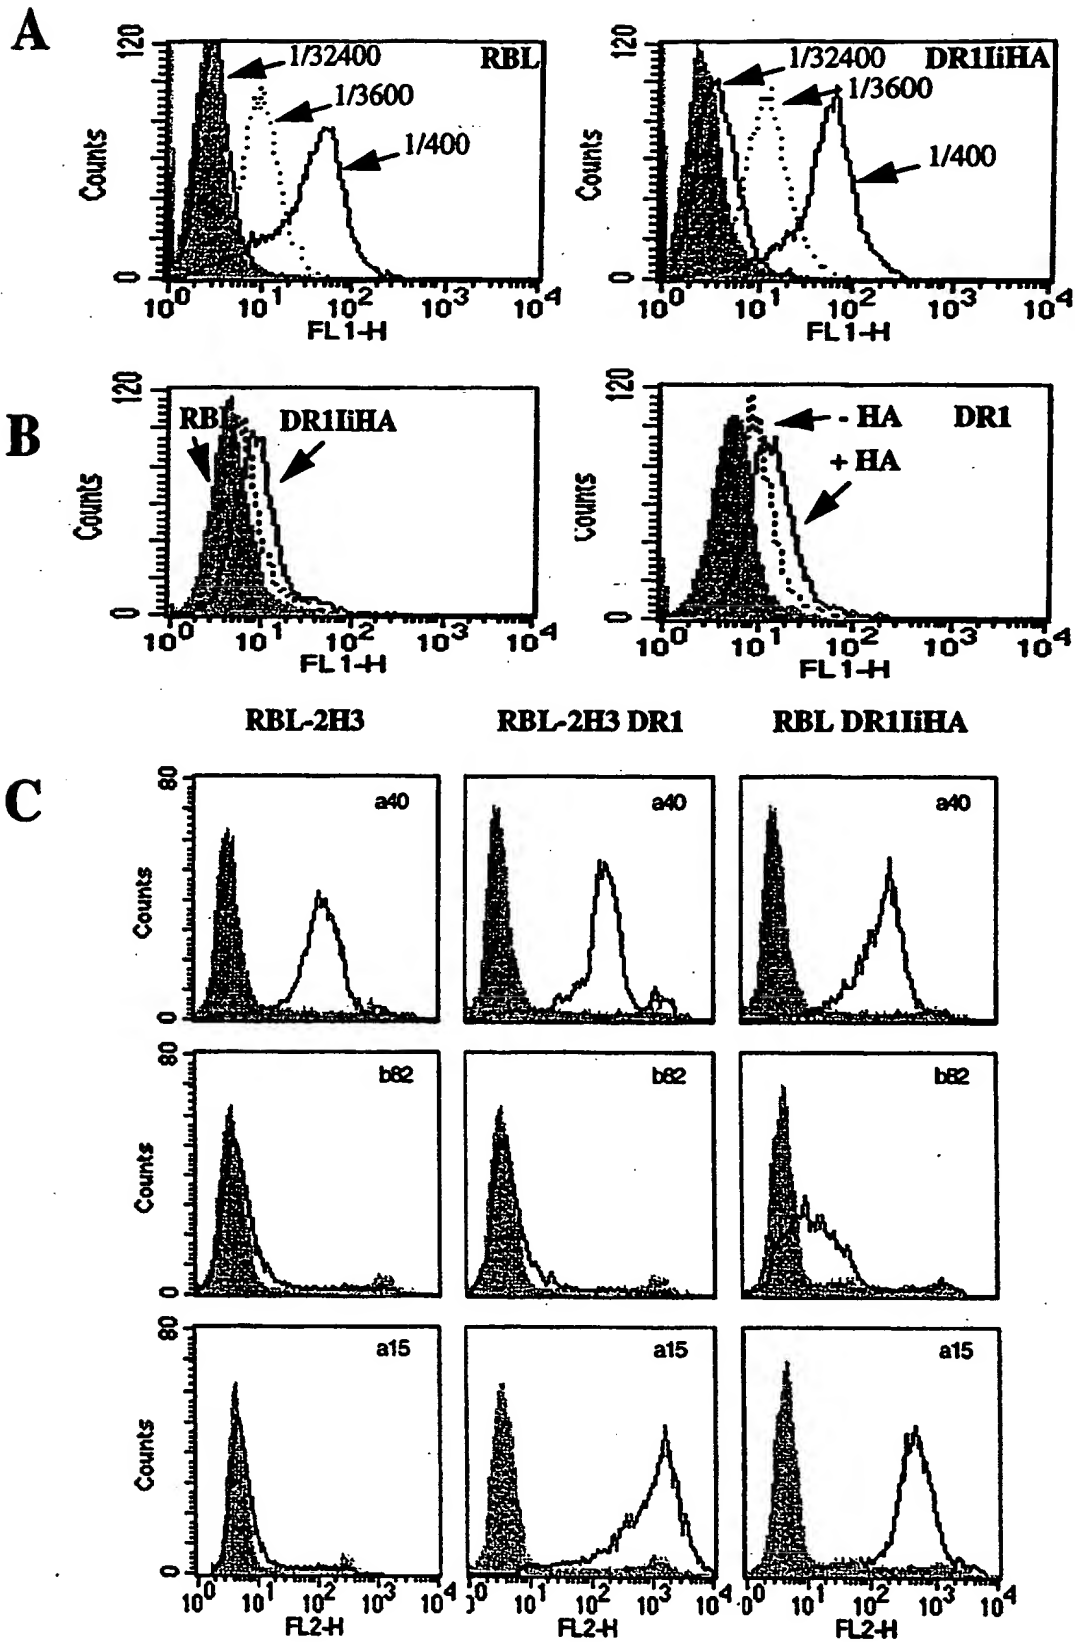 A
120
1/32400
RBL
1/3600
1/400
Counts
0
10^0 10^1 10^2 10^3 10^4
FL1-H
120
1/32400
DR1IiHA
1/3600
1/400
Counts
0
10^0 10^1 10^2 10^3 10^4
FL1-H
B
120
RBL
DR1IiHA
Counts
0
10^0 10^1 10^2 10^3 10^4
FL1-H
120
- HA
DR1
+ HA
Counts
0
10^0 10^1 10^2 10^3 10^4
FL1-H
RBL-2H3
RBL-2H3 DR1
RBL DR1IiHA
C
80
a40
a40
a40
Counts
0
80
b82
b82
b82
Counts
0
80
a15
a15
a15
Counts
0
10^0 10^1 10^2 10^3 10^4
FL2-H
10^0 10^1 10^2 10^3 10^4
FL2-H
10^0 10^1 10^2 10^3 10^4
FL2-H